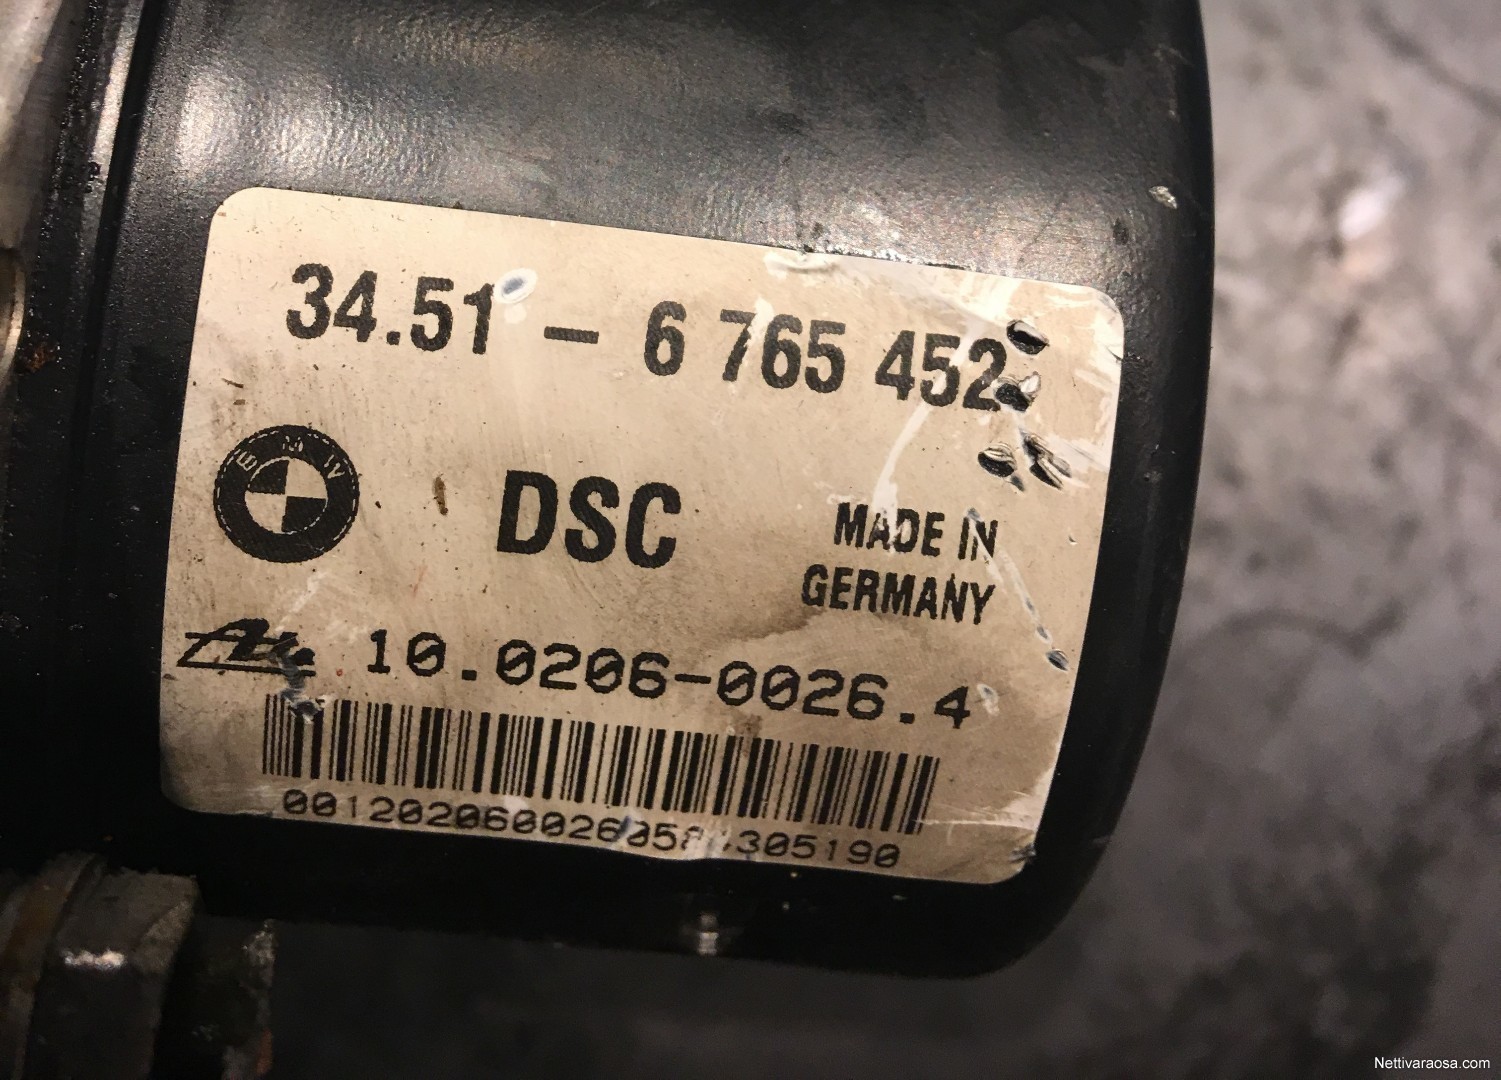 34.51 – 6 765 452
BMW
DSC
MADE IN
GERMANY
Ate 10.0206-0026.4
Nettivaraosa.com